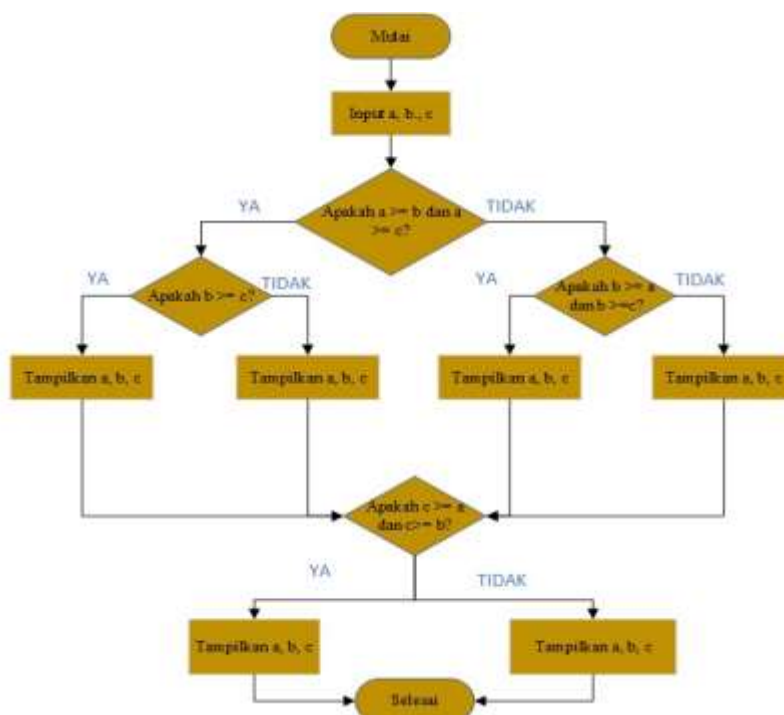 Mulai
Input a, b., c
YA
Apakah a >= b dan a
>= c?
TIDAK
YA
Apakah b >= c?
TIDAK
YA
Apakah b >= a
dan b >=c?
TIDAK
Tampilkan a, b, c
Tampilkan a, b, c
Tampilkan a, b, c
Tampilkan a, b, c
Apakah c >= a
dan c>= b?
YA
TIDAK
Tampilkan a, b, c
Tampilkan a, b, c
Selesai